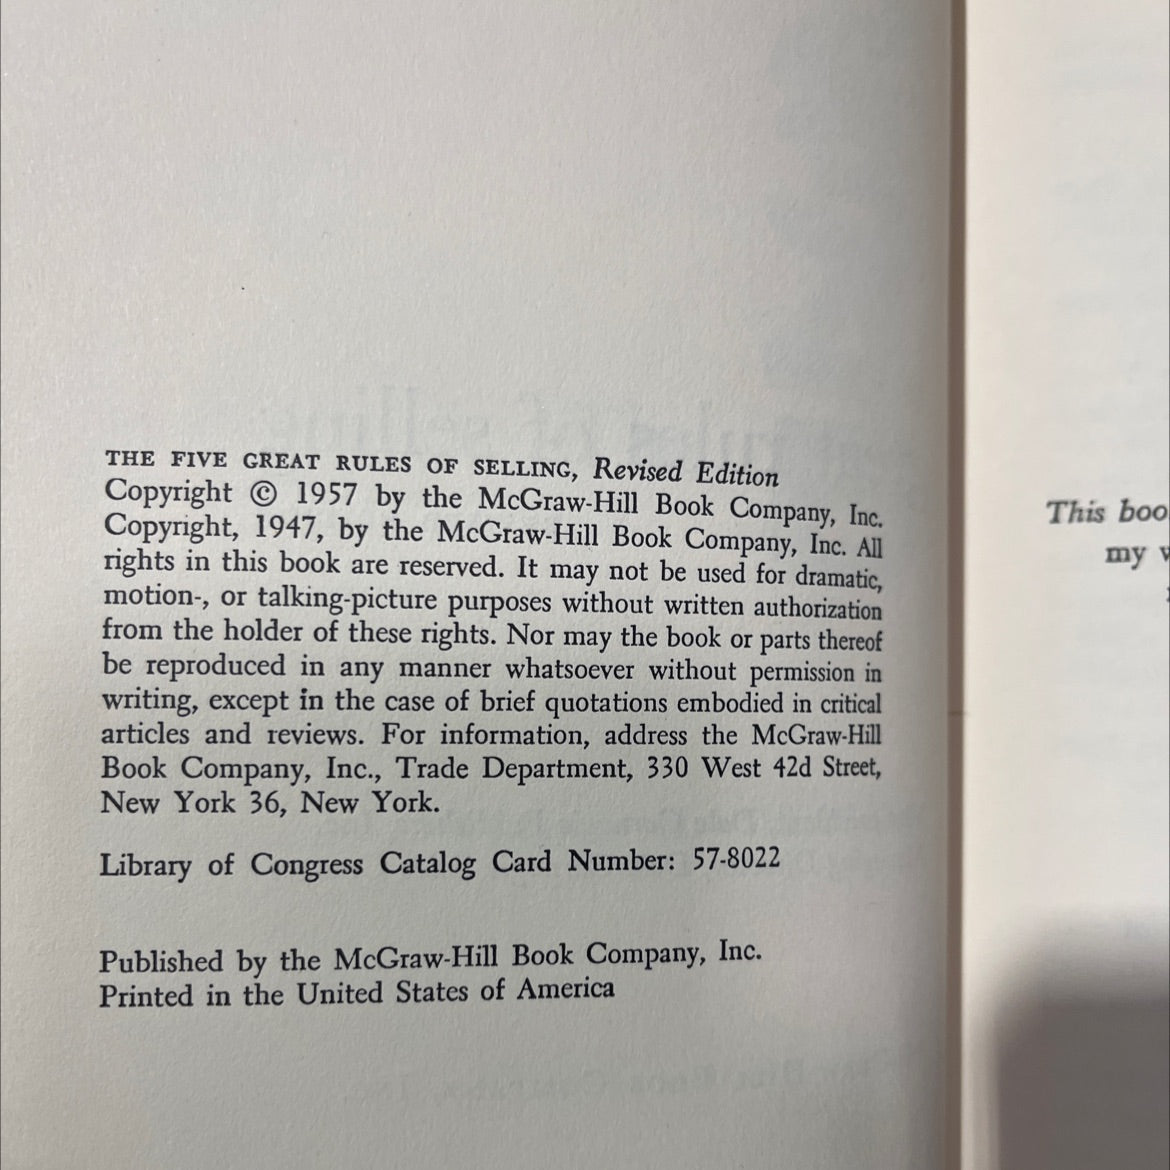 THE FIVE GREAT RULES OF SELLING, Revised Edition
Copyright © 1957 by the McGraw-Hill Book Company, Inc.
Copyright, 1947, by the McGraw-Hill Book Company, Inc. All
rights in this book are reserved. It may not be used for dramatic,
motion-, or talking-picture purposes without written authorization
from the holder of these rights. Nor may the book or parts thereof
be reproduced in any manner whatsoever without permission in
writing, except in the case of brief quotations embodied in critical
articles and reviews. For information, address the McGraw-Hill
Book Company, Inc., Trade Department, 330 West 42d Street,
New York 36, New York.
Library of Congress Catalog Card Number: 57-8022
Published by the McGraw-Hill Book Company, Inc.
Printed in the United States of America
This boo
my